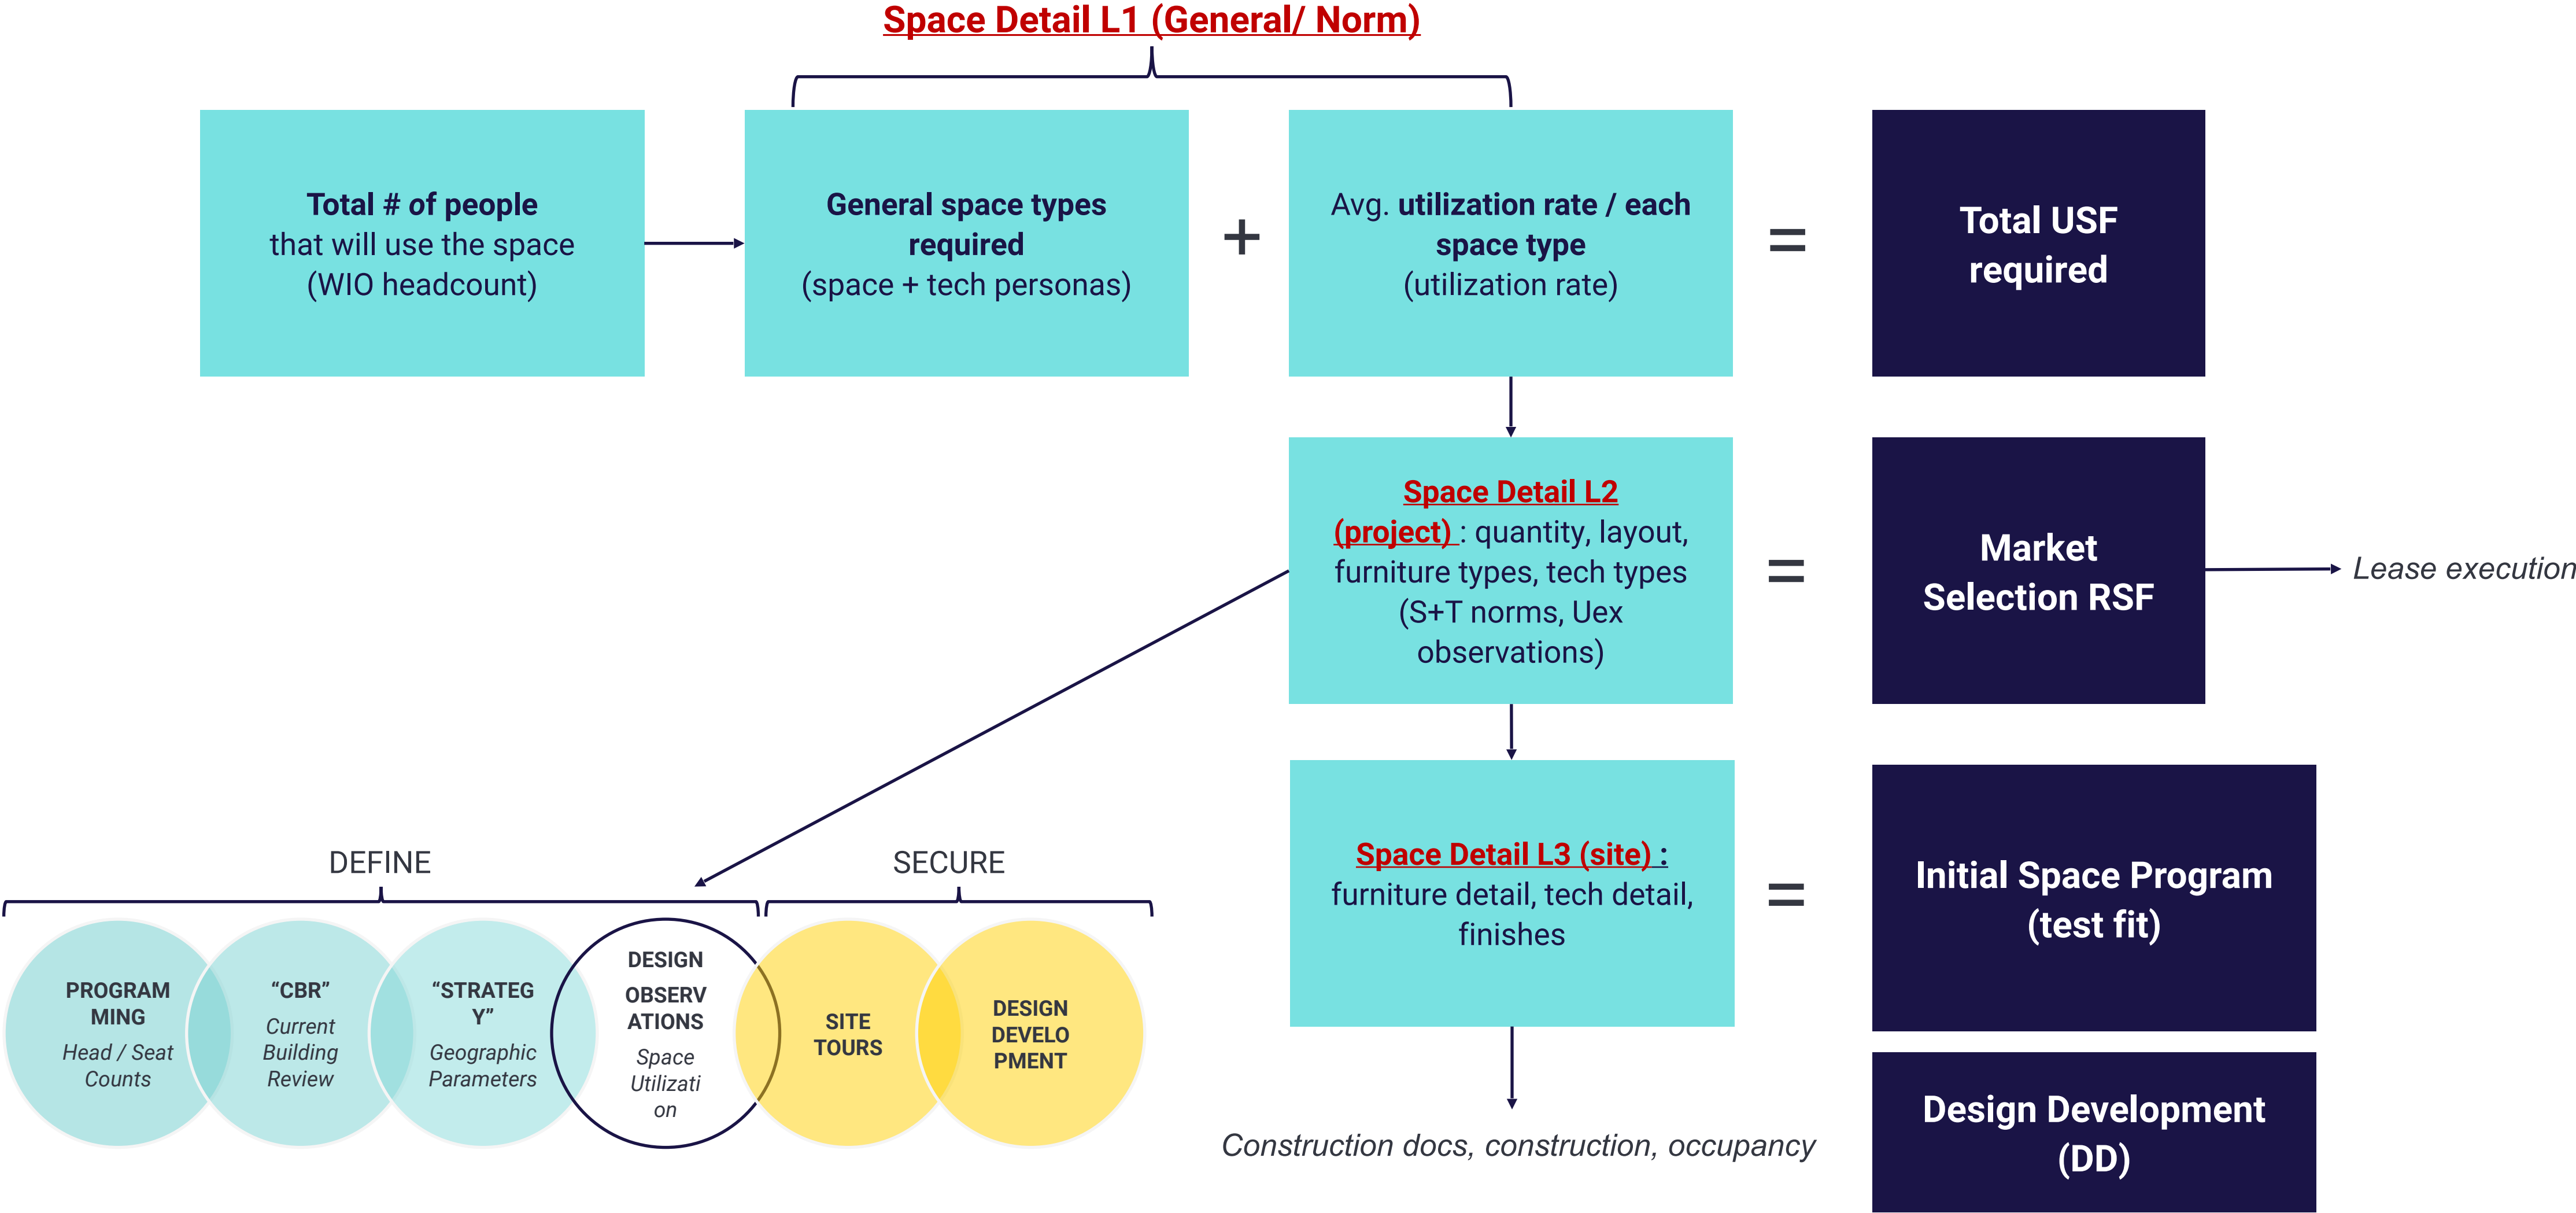 Space Detail L1 (General/ Norm)
Total # of people
that will use the space
(WIO headcount)
General space types
required
(space + tech personas)
+
Avg. utilization rate / each
space type
(utilization rate)
=
Total USF
required
Space Detail L2
(project) : quantity, layout,
furniture types, tech types
(S+T norms, Uex
observations)
=
Market
Selection RSF
Lease execution
Space Detail L3 (site) :
furniture detail, tech detail,
finishes
=
Initial Space Program
(test fit)
Design Development
(DD)
Construction docs, construction, occupancy
DEFINE
SECURE
PROGRAM
MING
Head / Seat
Counts
“CBR”
Current
Building
Review
“STRATEG
Y”
Geographic
Parameters
DESIGN
OBSERV
ATIONS
Space
Utilizati
on
SITE
TOURS
DESIGN
DEVELO
PMENT